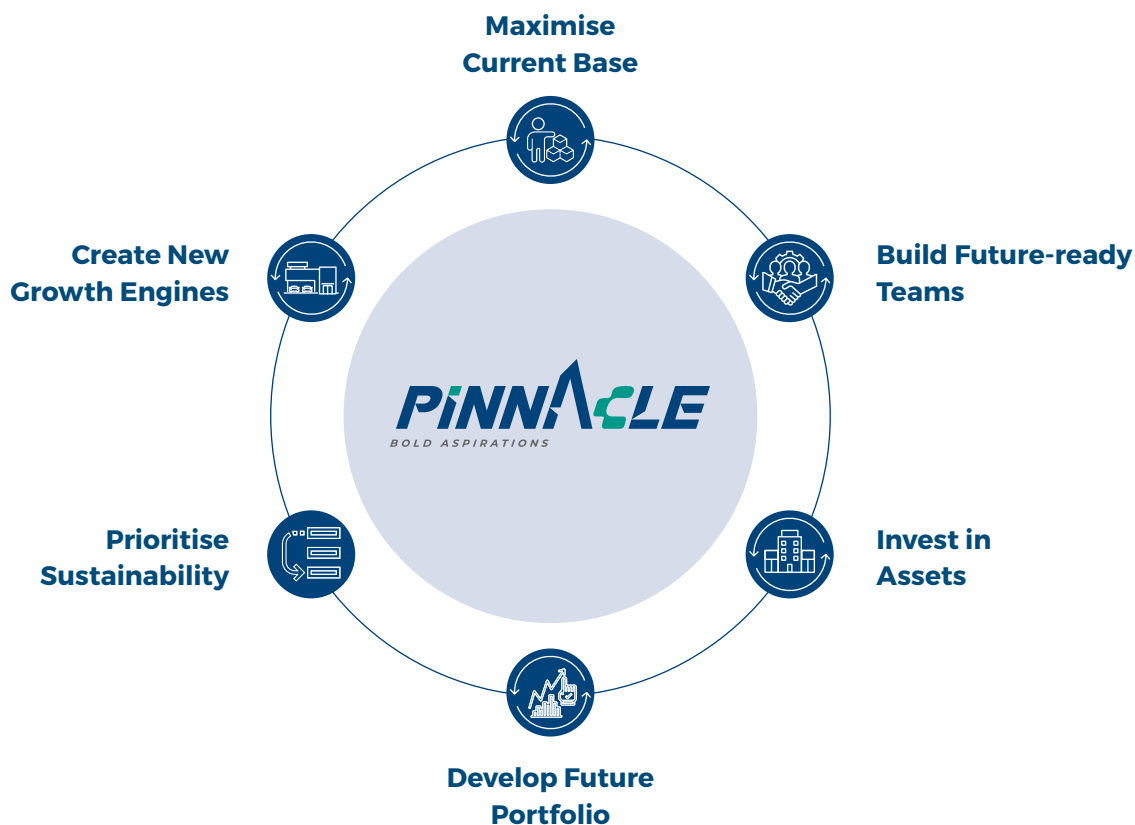 Maximise
Current Base
Create New
Growth Engines
Build Future-ready
Teams
PiNNACLE
BOLD ASPIRATIONS
Prioritise
Sustainability
Invest in
Assets
Develop Future
Portfolio